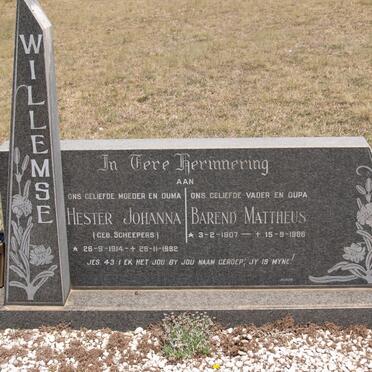 WILLEMSE
In Tere Herinnering
AAN
ONS GELIEFDE MOEDER EN OUMA
HESTER JOHANNA
(GEB. SCHEEPERS)
* 26-9-1914 - † 25-11-1982
ONS GELIEFDE VADER EN OUPA
BAREND MATTHEUS
* 3-2-1907 - † 15-9-1986
JES. 43:1 EK HET JOU BY JOU NAAM GEROEP; JY IS MYNE!